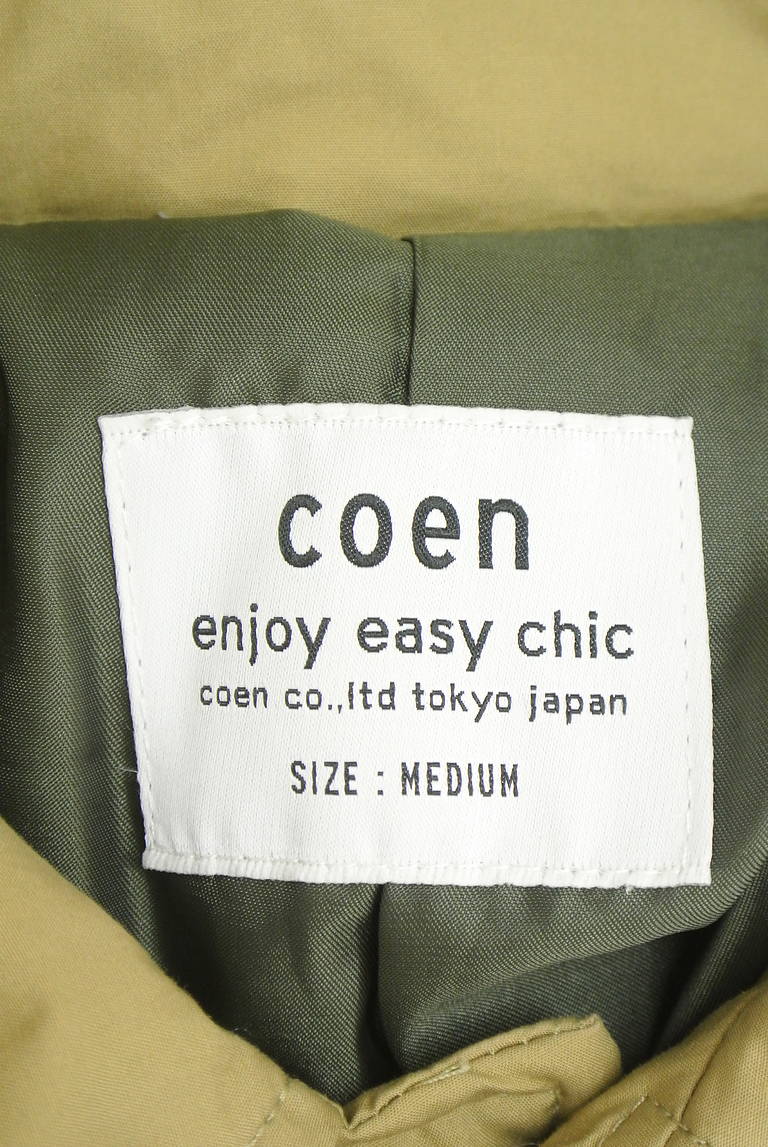 coen
enjoy easy chic
coen co.,ltd tokyo japan
SIZE : MEDIUM